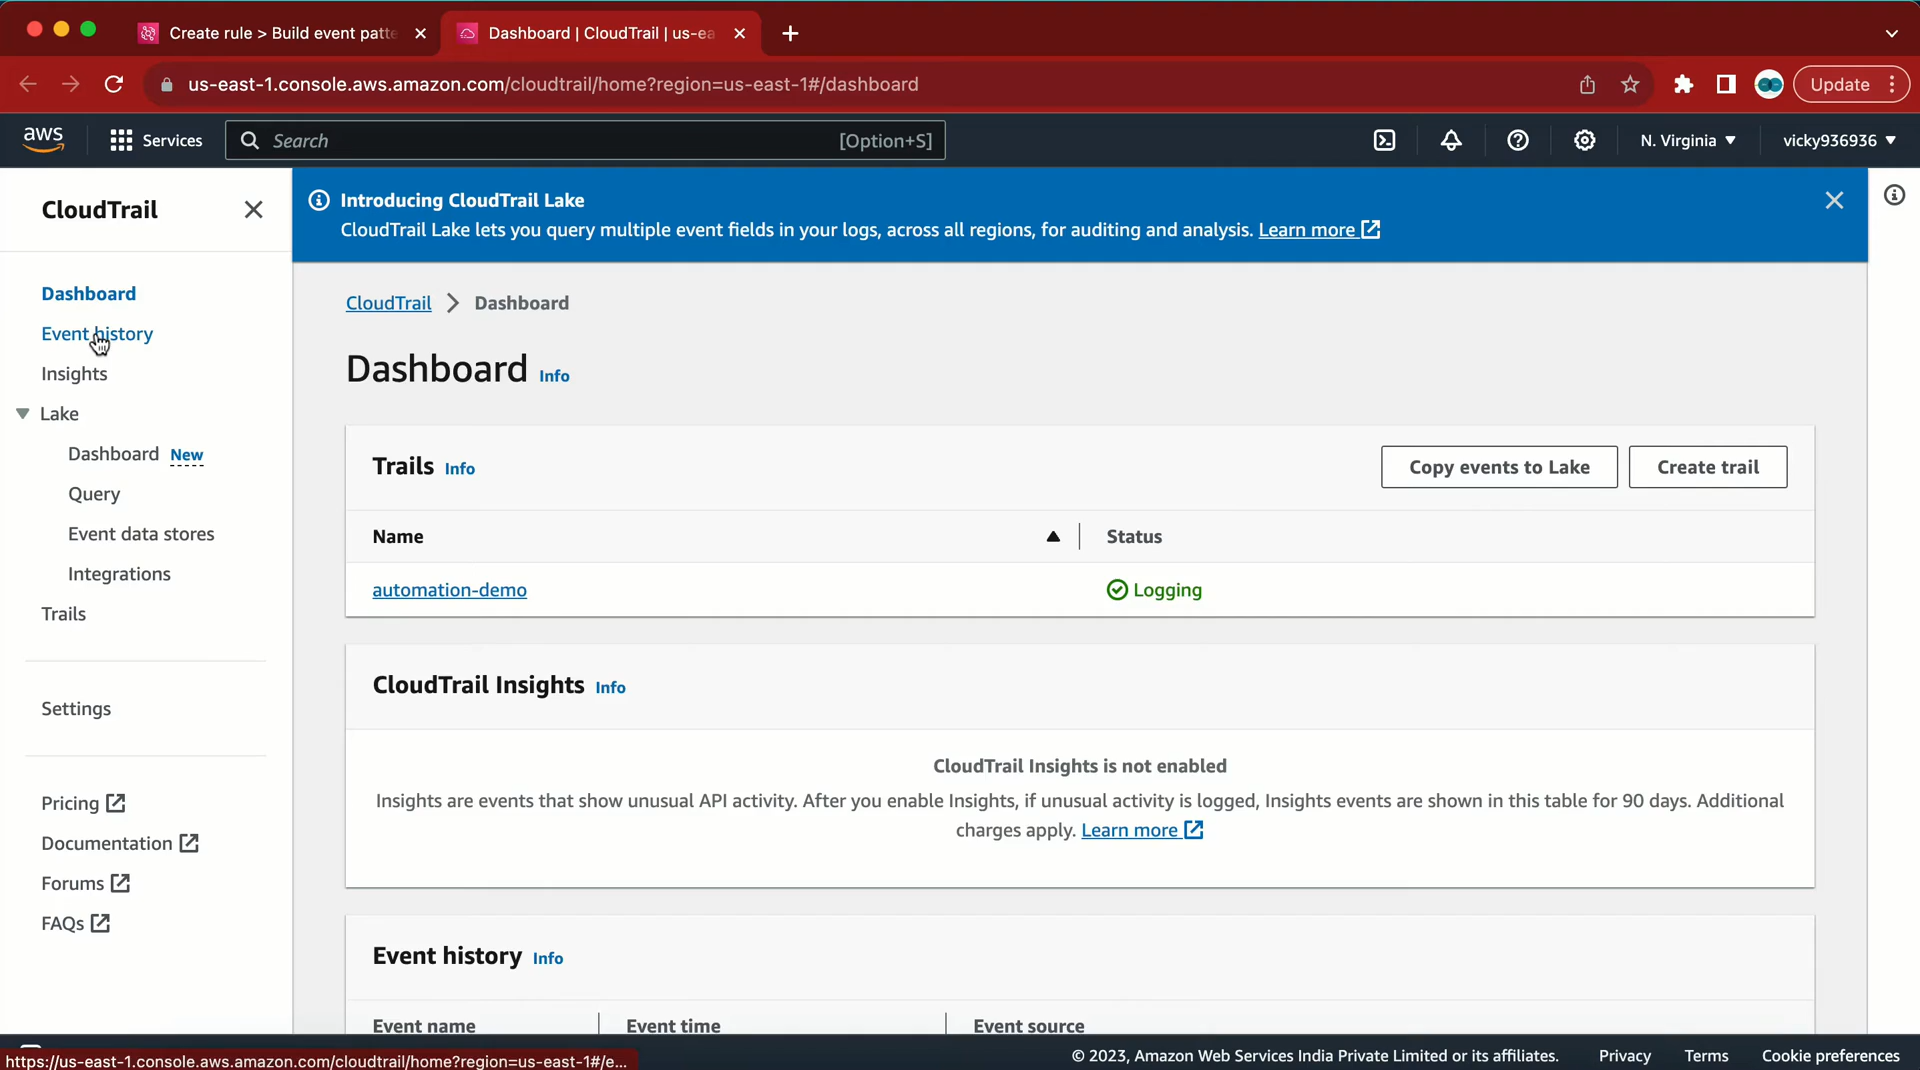 Create rule > Build event patte
Dashboard | CloudTrail | us-ea
us-east-1.console.aws.amazon.com/cloudtrail/home?region=us-east-1#/dashboard
Update
aws
Services
Search
[Option+S]
N. Virginia
vicky936936
CloudTrail
Introducing CloudTrail Lake
CloudTrail Lake lets you query multiple event fields in your logs, across all regions, for auditing and analysis. Learn more
Dashboard
Event history
Insights
Lake
Dashboard New
Query
Event data stores
Integrations
Trails
Settings
Pricing
Documentation
Forums
FAQs
CloudTrail > Dashboard
Dashboard Info
Trails Info
Copy events to Lake
Create trail
Name
Status
automation-demo
Logging
CloudTrail Insights Info
CloudTrail Insights is not enabled
Insights are events that show unusual API activity. After you enable Insights, if unusual activity is logged, Insights events are shown in this table for 90 days. Additional
charges apply. Learn more
Event history Info
Event name
Event time
Event source
https://us-east-1.console.aws.amazon.com/cloudtrail/home?region=us-east-1#/e...
© 2023, Amazon Web Services India Private Limited or its affiliates.
Privacy
Terms
Cookie preferences